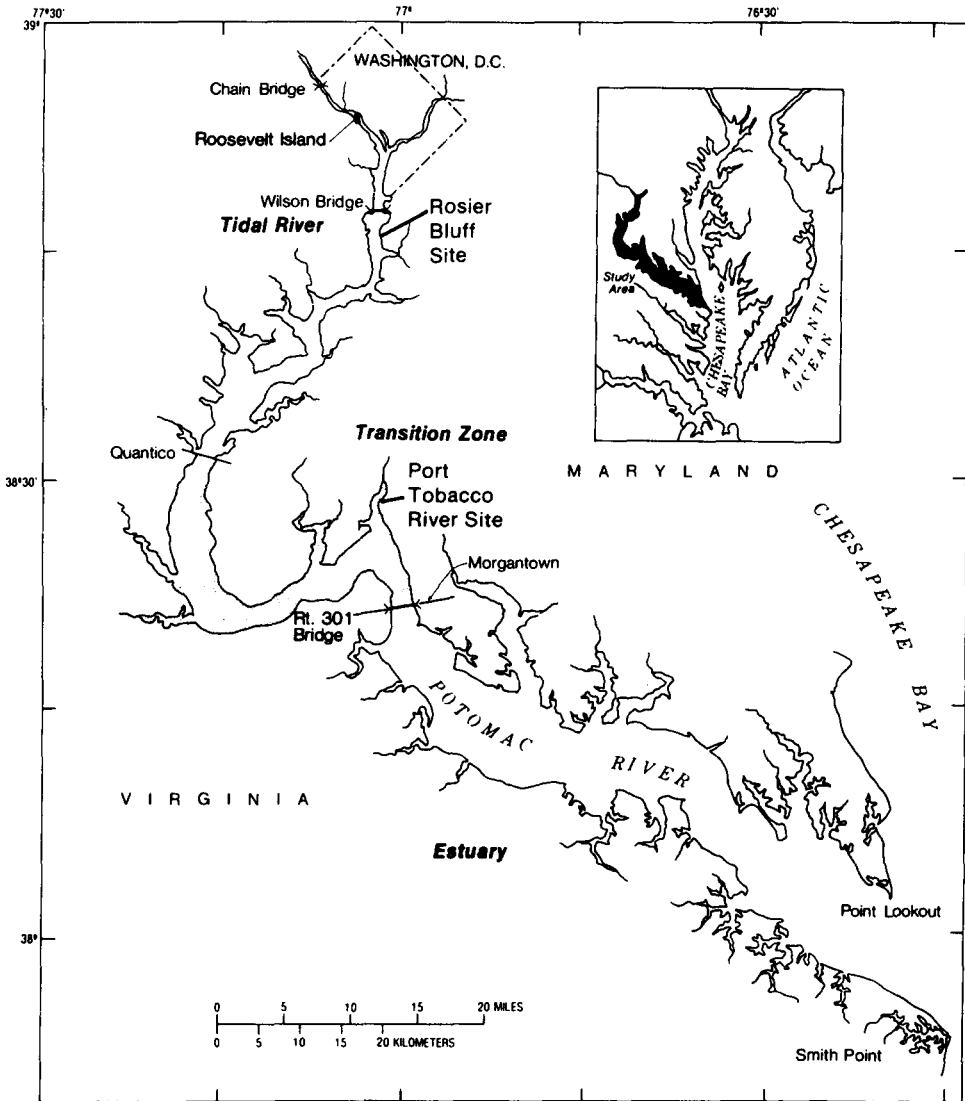 77°30'
77°
76°30'
39°
WASHINGTON, D.C.
Chain Bridge
Roosevelt Island
Wilson Bridge
Tidal River
Rosier
Bluff
Site
Study
Area
CHESAPEAKE
BAY
ATLANTIC
OCEAN
Transition Zone
MARYLAND
Quantico
38°30'
Port
Tobacco
River Site
CHESAPEAKE BAY
Morgantown
Rt. 301
Bridge
POTOMAC
RIVER
VIRGINIA
Estuary
Point Lookout
38°
0 5 10 15 20 MILES
0 5 10 15 20 KILOMETERS
Smith Point